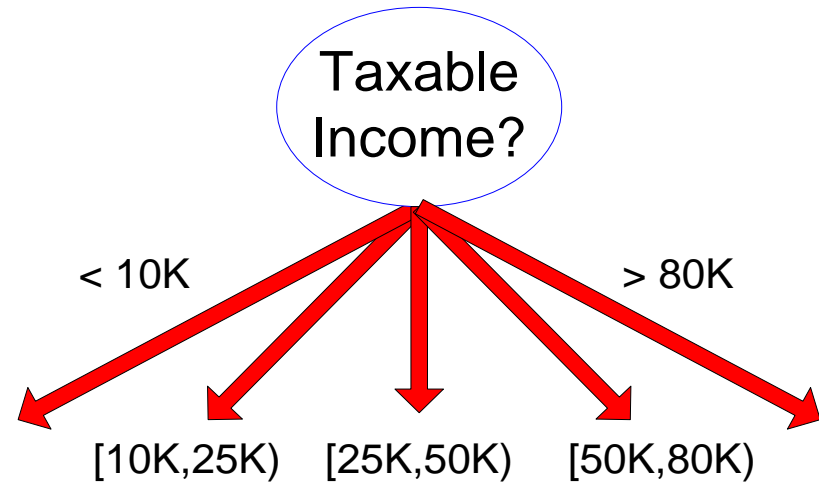 Taxable
Income?
< 10K
> 80K
[10K,25K)
[25K,50K)
[50K,80K)